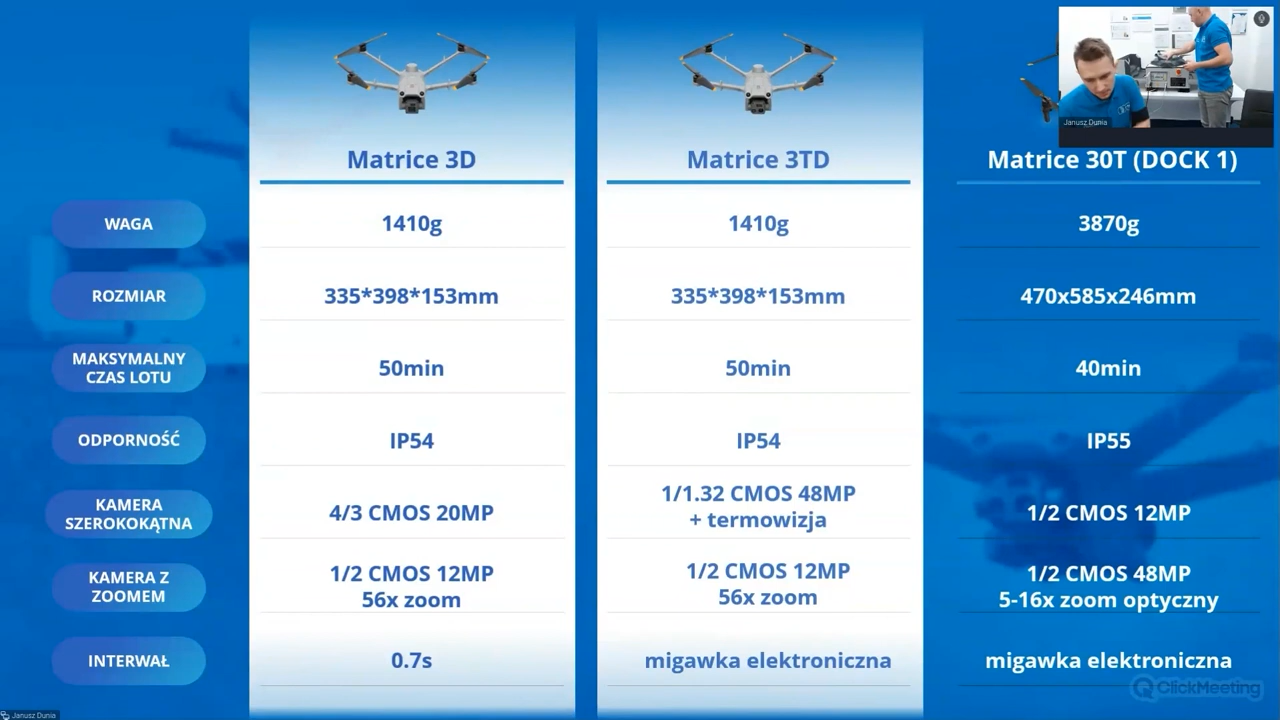 Janusz Dunia
Matrice 3D
Matrice 3TD
Matrice 30T (DOCK 1)
WAGA
1410g
1410g
3870g
ROZMIAR
335*398*153mm
335*398*153mm
470x585x246mm
MAKSYMALNY
CZAS LOTU
50min
50min
40min
ODPORNOŚĆ
IP54
IP54
IP55
KAMERA
SZEROKOKĄTNA
4/3 CMOS 20MP
1/1.32 CMOS 48MP
+ termowizja
1/2 CMOS 12MP
KAMERA Z
ZOOMEM
1/2 CMOS 12MP
56x zoom
1/2 CMOS 12MP
56x zoom
1/2 CMOS 48MP
5-16x zoom optyczny
INTERWAŁ
0.7s
migawka elektroniczna
migawka elektroniczna
ClickMeeting
Janusz Dunia